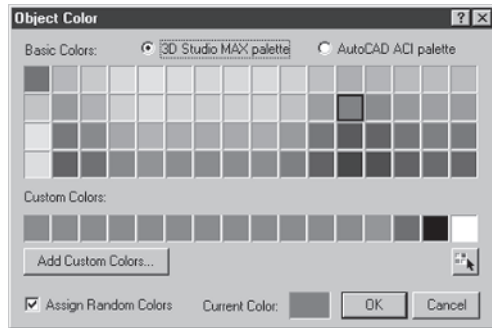 Object Color
Basic Colors: 3D Studio MAX palette AutoCAD ACI palette
Custom Colors:
Add Custom Colors...
Assign Random Colors Current Color: OK Cancel